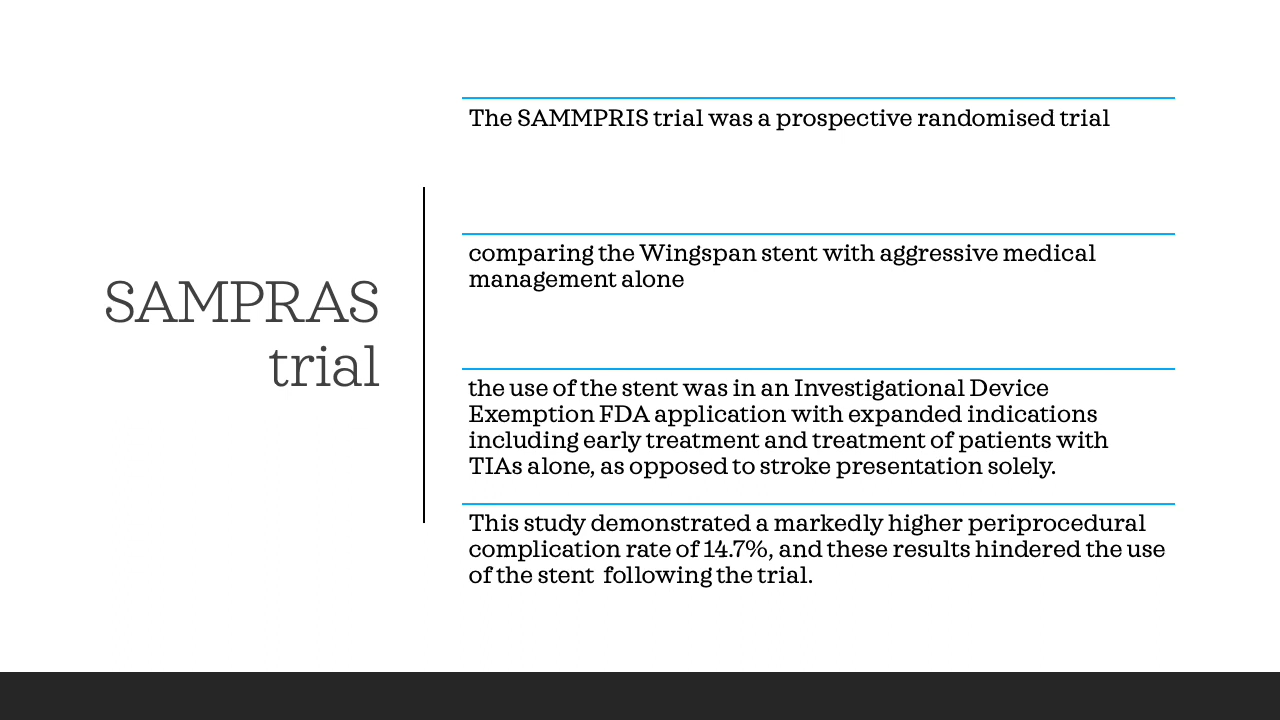 SAMPRAS
trial
The SAMMPRIS trial was a prospective randomised trial
comparing the Wingspan stent with aggressive medical
management alone
the use of the stent was in an Investigational Device
Exemption FDA application with expanded indications
including early treatment and treatment of patients with
TIAs alone, as opposed to stroke presentation solely.
This study demonstrated a markedly higher periprocedural
complication rate of 14.7%, and these results hindered the use
of the stent  following the trial.